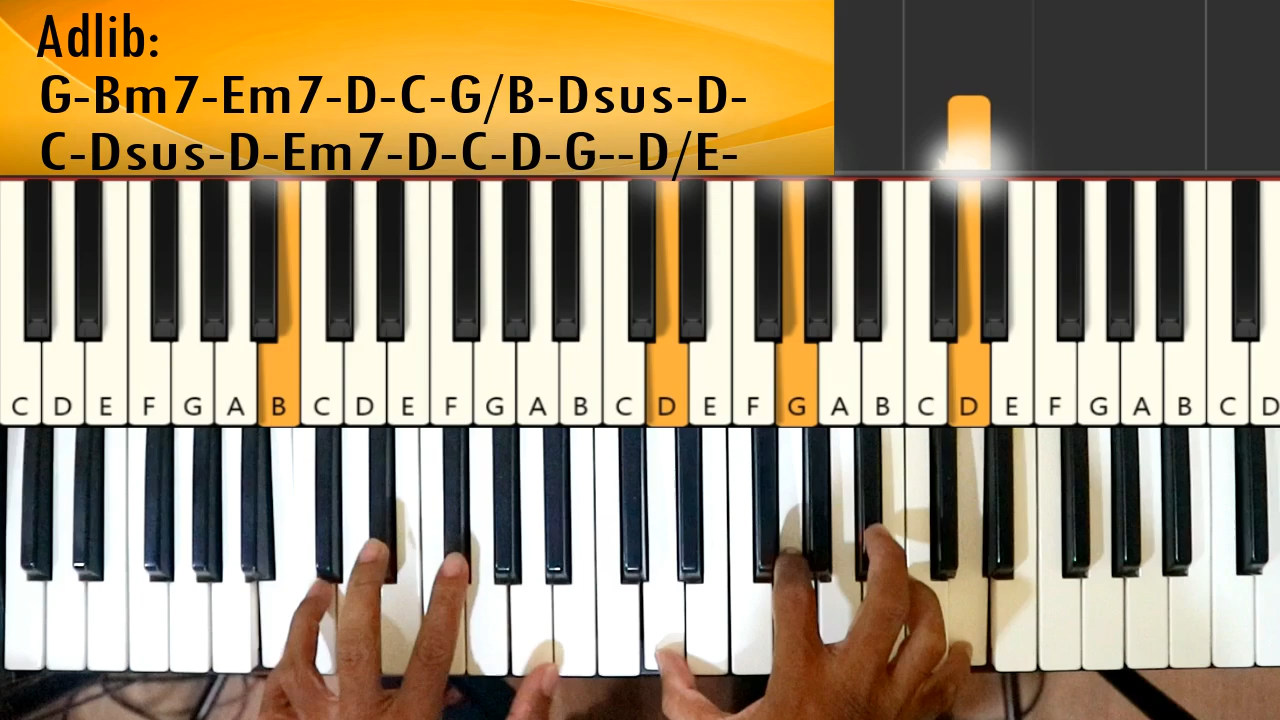 Adlib:
G-Bm7-Em7-D-C-G/B-Dsus-D-
C-Dsus-D-Em7-D-C-D-G--D/E-
C D E F G A B C D E F G A B C D E F G A B C D E F G A B C D